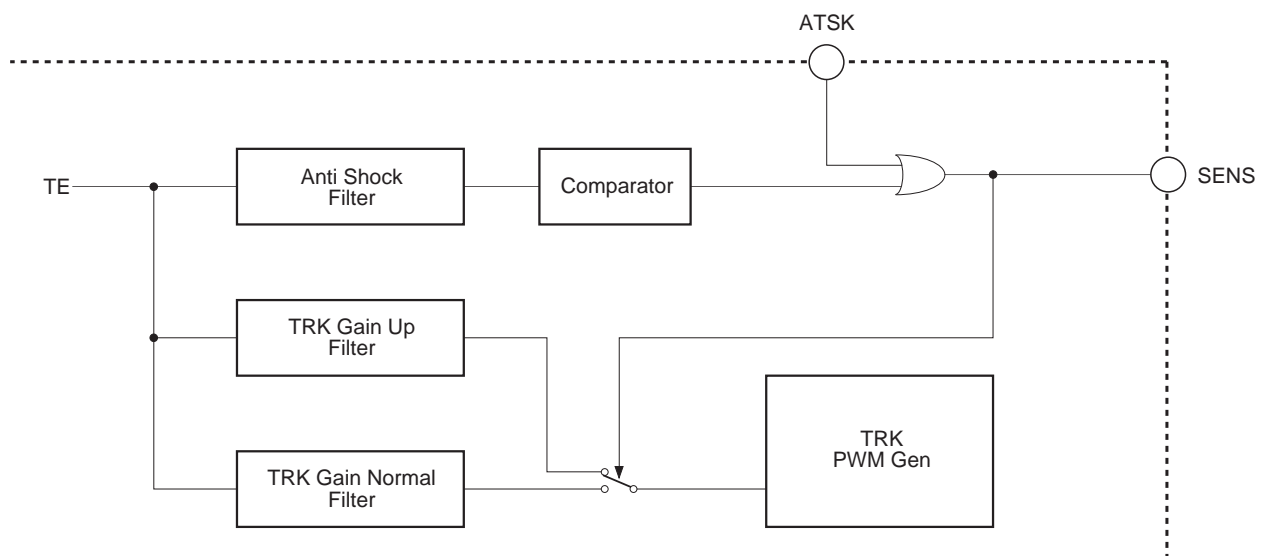 ATSK
TE
Anti Shock
Filter
Comparator
SENS
TRK Gain Up
Filter
TRK Gain Normal
Filter
TRK
PWM Gen